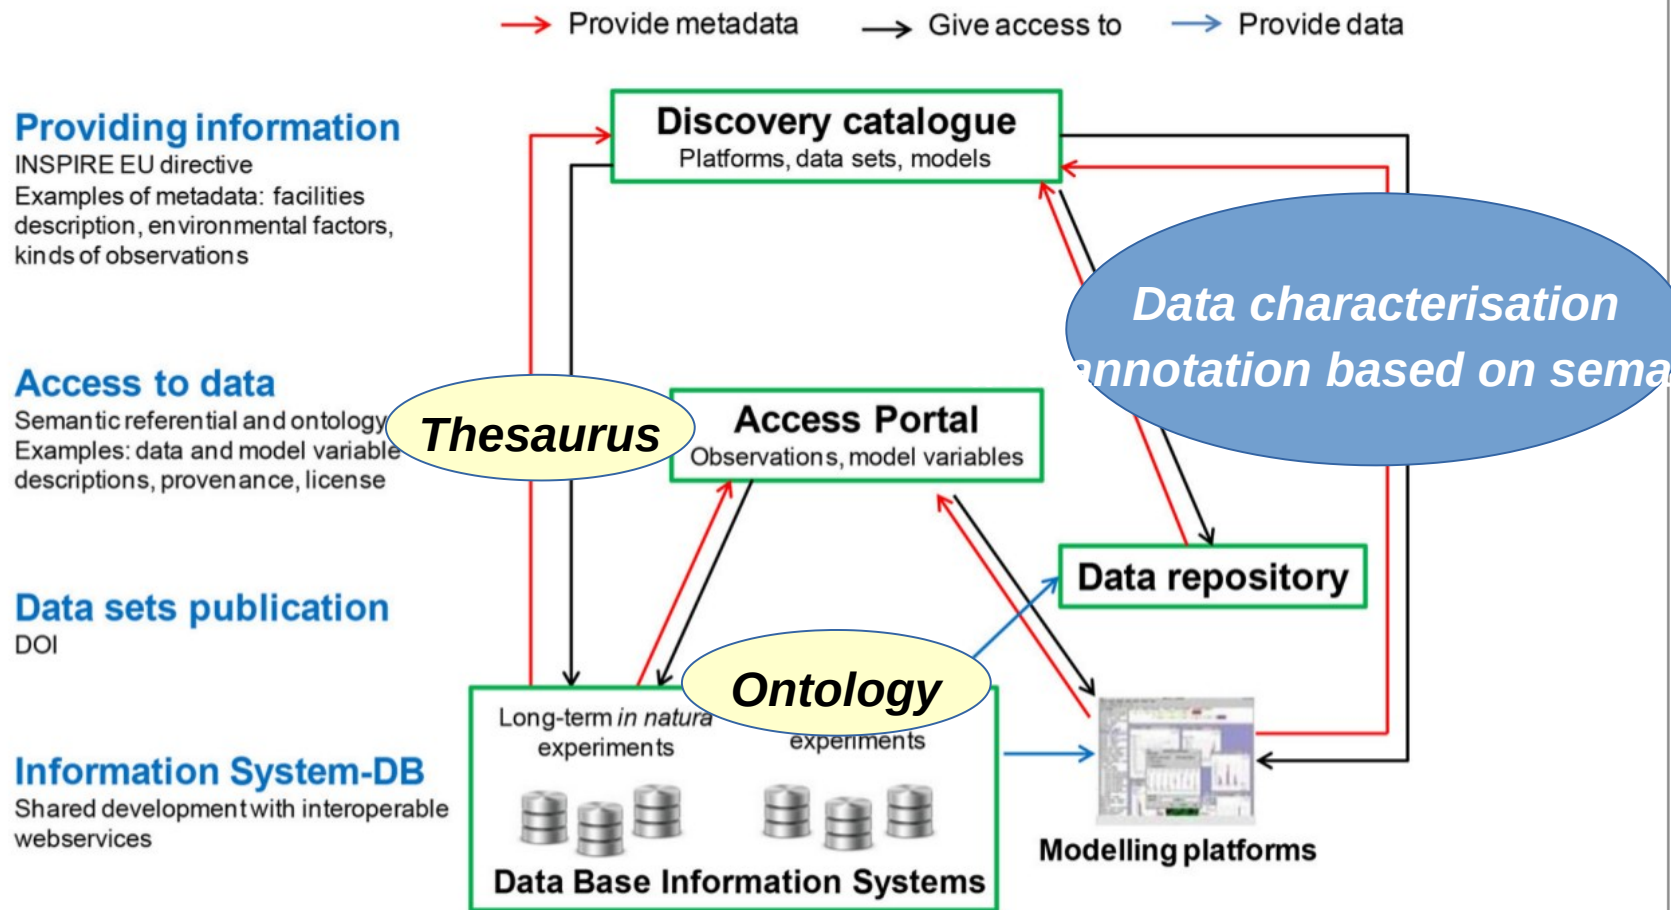 Provide metadata
Give access to
Provide data
Providing information
INSPIRE EU directive
Examples of metadata: facilities
description, environmental factors,
kinds of observations
Discovery catalogue
Platforms, data sets, models
Data characterisation
annotation based on
Access to data
Semantic referential and ontology
Examples: data and model variable
descriptions, provenance, license
Thesaurus
Access Portal
Observations, model variables
Data sets publication
DOI
Data repository
Ontology
Long-term in natura
experiments
experiments
Information System-DB
Shared development with interoperable
webservices
Data Base Information Systems
Modelling platforms